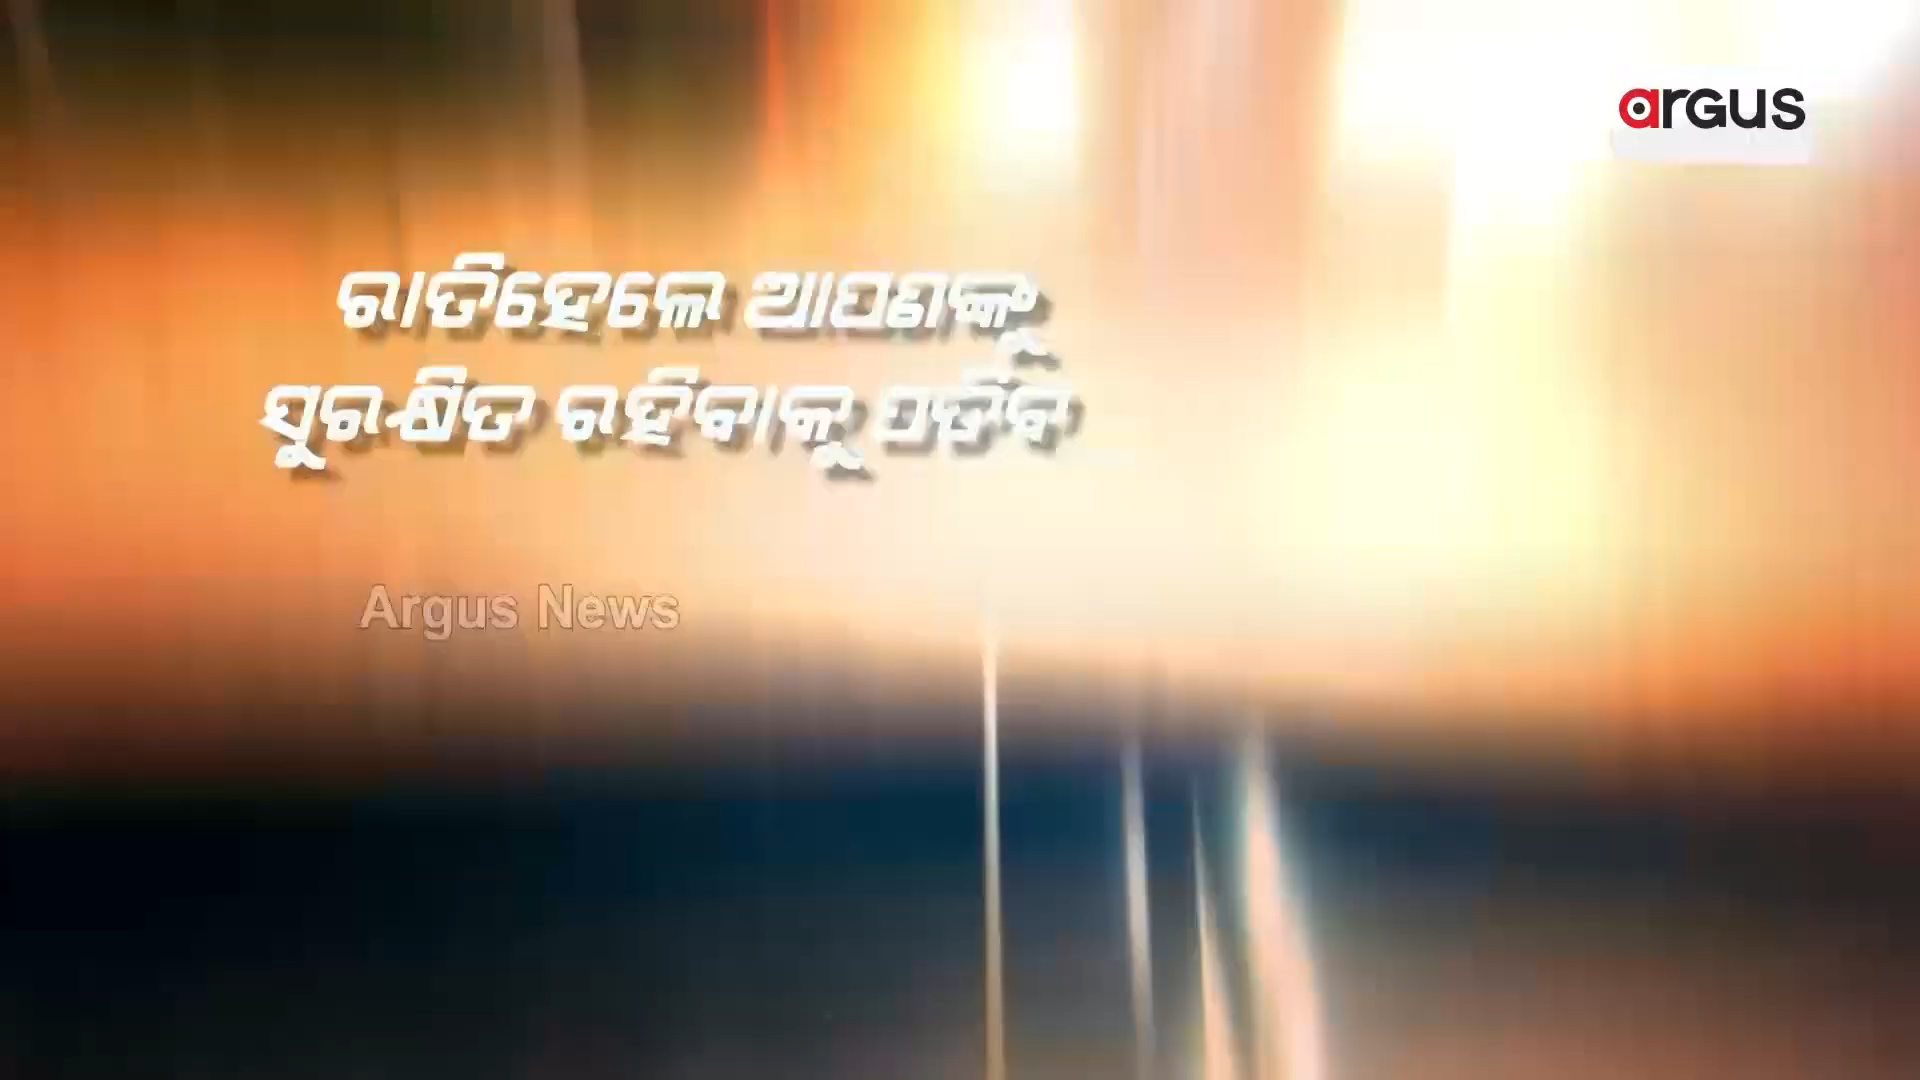 argus
ରାତିହେଲେ ଆପଣଙ୍କୁ
ସୁରକ୍ଷିତ ରହିବାକୁ ପଡିବ
Argus News